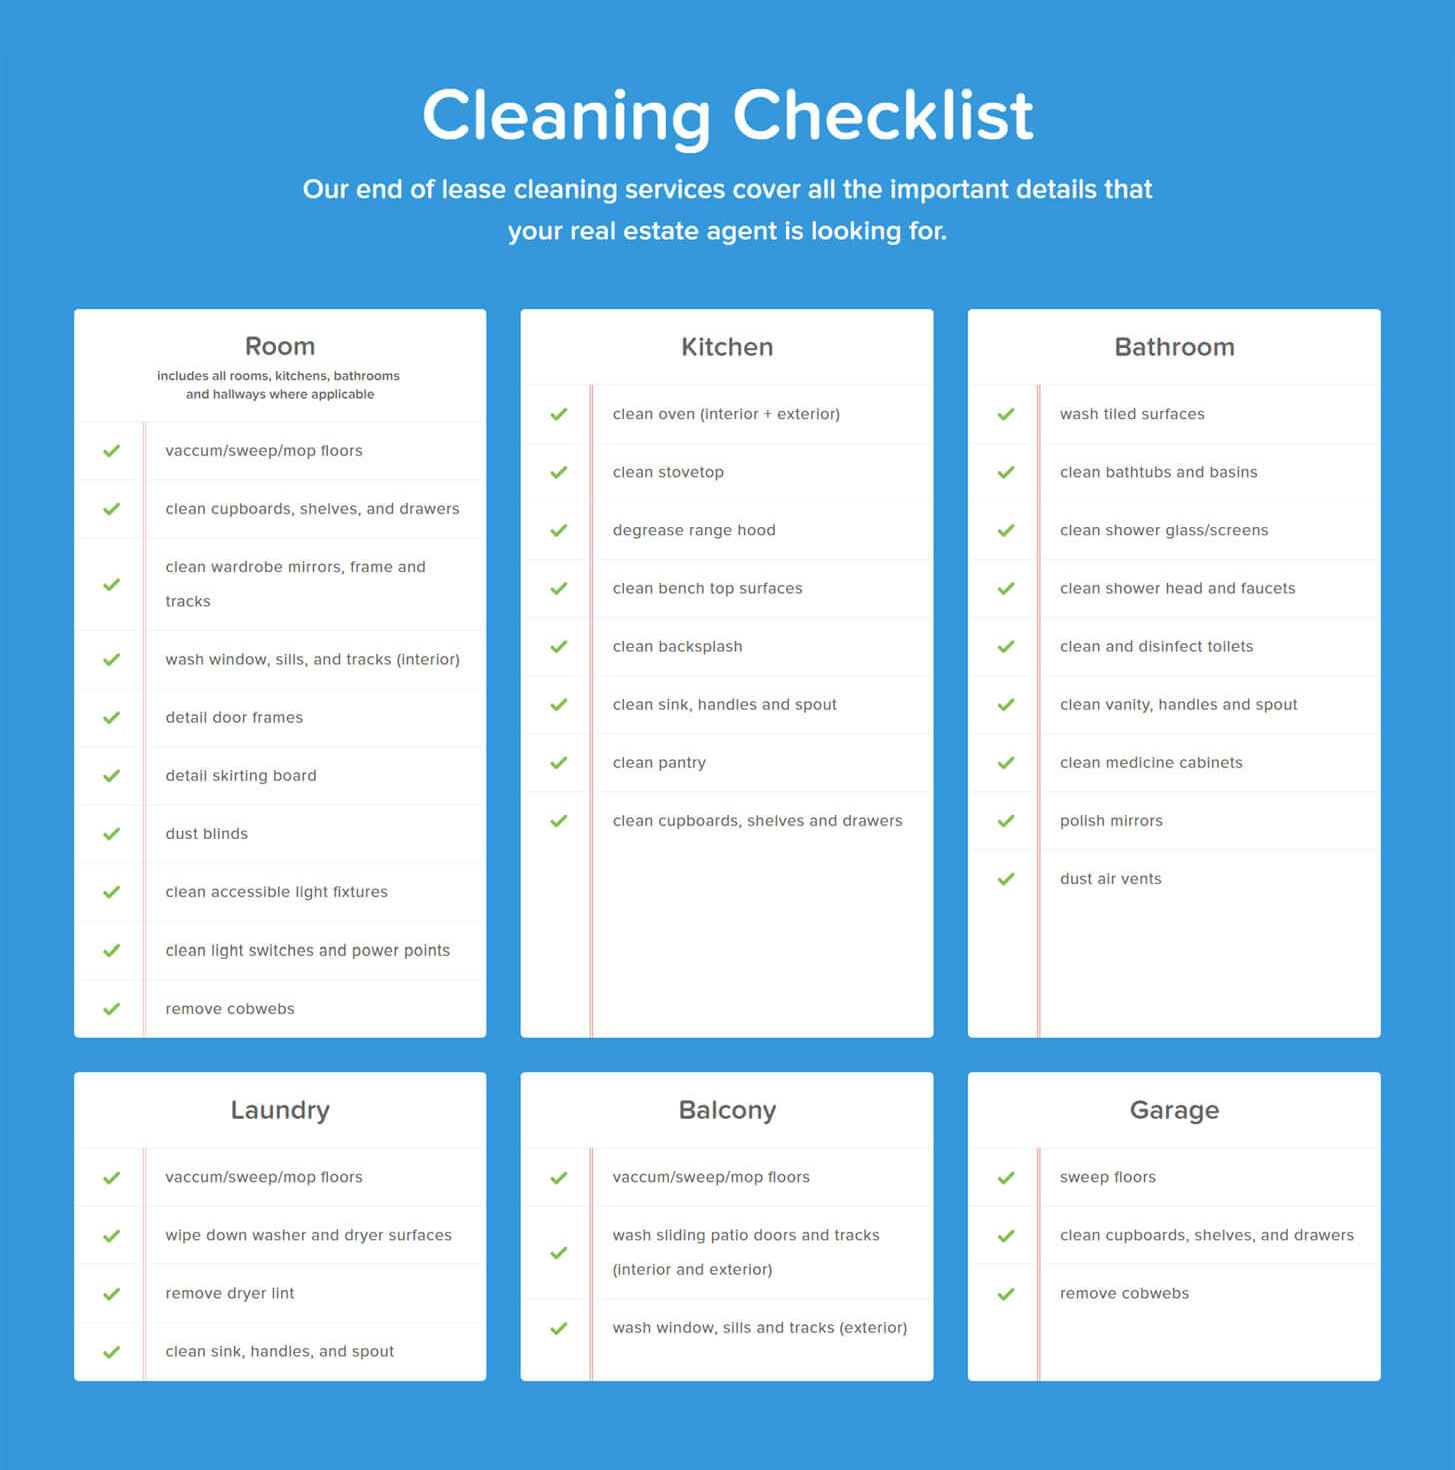 Cleaning Checklist
Our end of lease cleaning services cover all the important details that
your real estate agent is looking for.
Room
includes all rooms, kitchens, bathrooms
and hallways where applicable
vaccum/sweep/mop floors
clean cupboards, shelves, and drawers
clean wardrobe mirrors, frame and
tracks
wash window, sills, and tracks (interior)
detail door frames
detail skirting board
dust blinds
clean accessible light fixtures
clean light switches and power points
remove cobwebs
Kitchen
clean oven (interior + exterior)
clean stovetop
degrease range hood
clean bench top surfaces
clean backsplash
clean sink, handles and spout
clean pantry
clean cupboards, shelves and drawers
Bathroom
wash tiled surfaces
clean bathtubs and basins
clean shower glass/screens
clean shower head and faucets
clean and disinfect toilets
clean vanity, handles and spout
clean medicine cabinets
polish mirrors
dust air vents
Laundry
vaccum/sweep/mop floors
wipe down washer and dryer surfaces
remove dryer lint
clean sink, handles, and spout
Balcony
vaccum/sweep/mop floors
wash sliding patio doors and tracks
(interior and exterior)
wash window, sills and tracks (exterior)
Garage
sweep floors
clean cupboards, shelves, and drawers
remove cobwebs